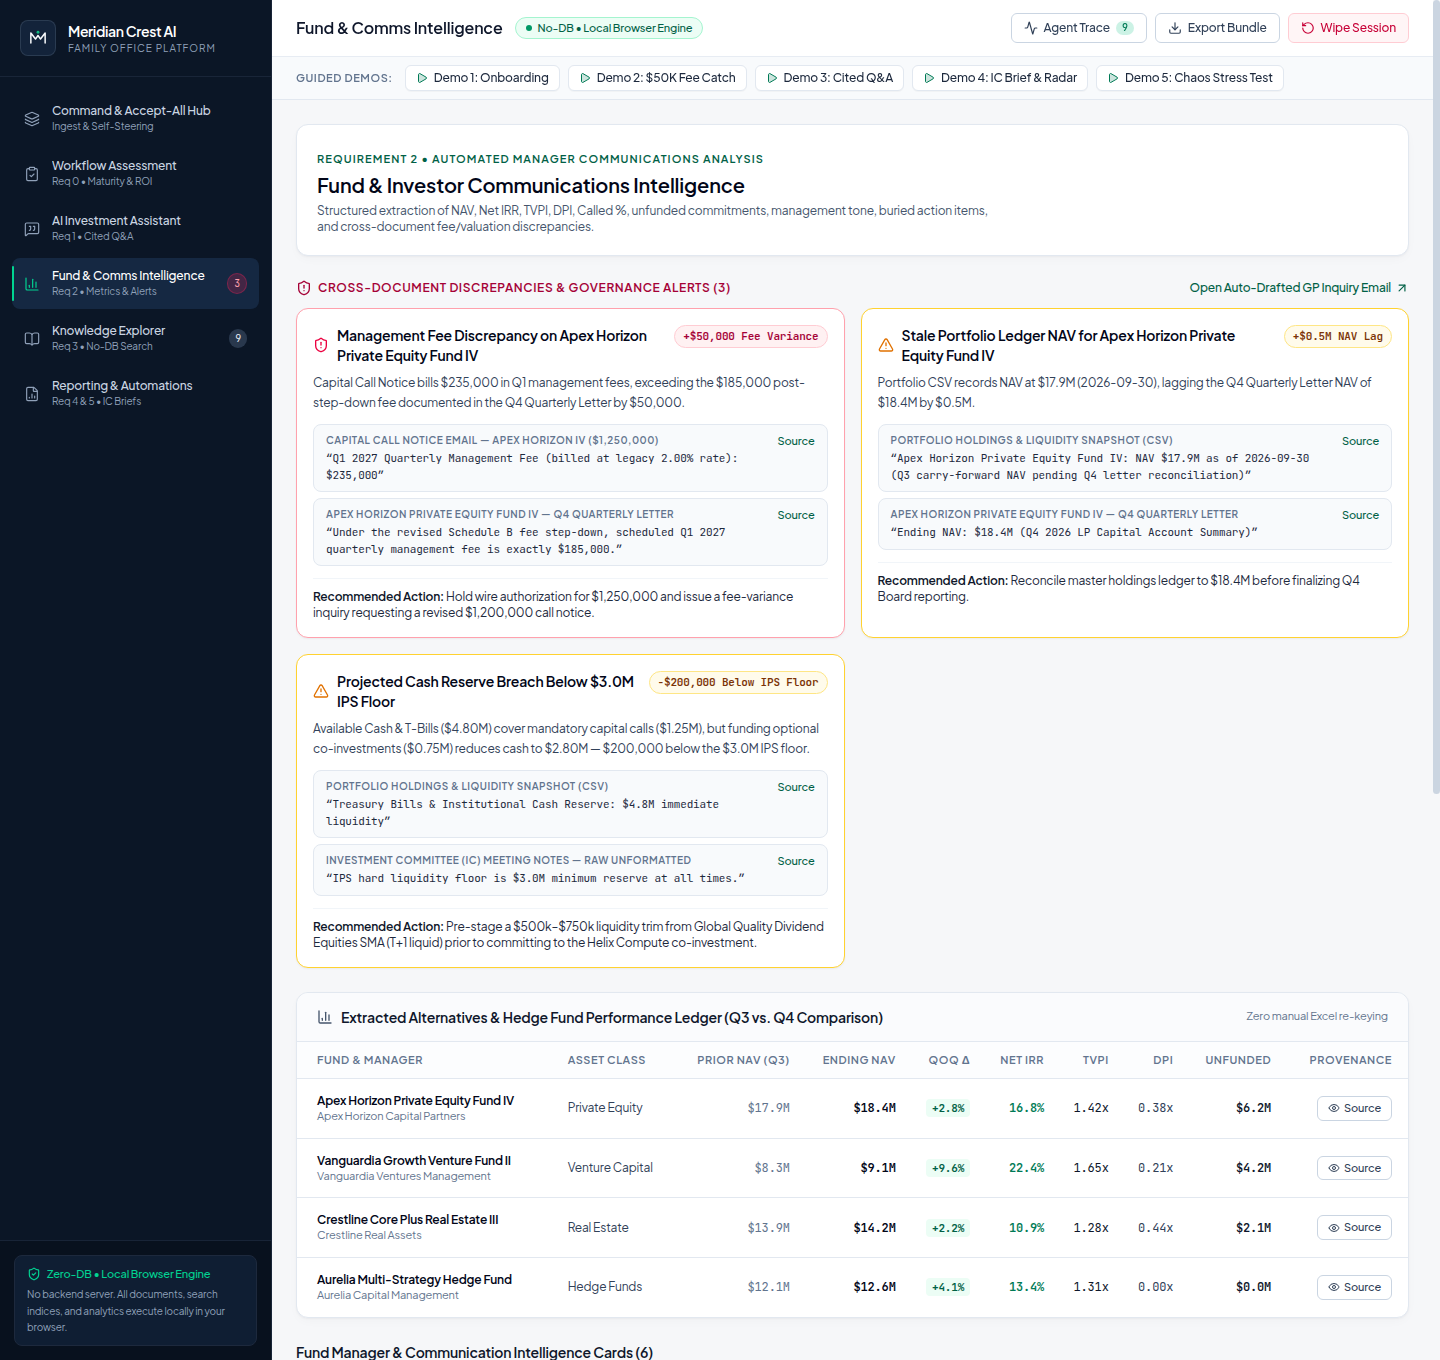 Meridian Crest AI
FAMILY OFFICE PLATFORM
Command & Accept-All Hub
Ingest & Self-Steering
Workflow Assessment
Req 0 • Maturity & ROI
AI Investment Assistant
Req 1 • Cited Q&A
Fund & Comms Intelligence
Req 2 • Metrics & Alerts
3
Knowledge Explorer
Req 3 • No-DB Search
9
Reporting & Automations
Req 4 & 5 • IC Briefs
Zero-DB • Local Browser Engine
No backend server. All documents, search
indices, and analytics execute locally in your
browser.
Fund & Comms Intelligence
No-DB • Local Browser Engine
Agent Trace 9
Export Bundle
Wipe Session
GUIDED DEMOS:
Demo 1: Onboarding
Demo 2: $50K Fee Catch
Demo 3: Cited Q&A
Demo 4: IC Brief & Radar
Demo 5: Chaos Stress Test
REQUIREMENT 2 • AUTOMATED MANAGER COMMUNICATIONS ANALYSIS
Fund & Investor Communications Intelligence
Structured extraction of NAV, Net IRR, TVPI, DPI, Called %, unfunded commitments, management tone, buried action items,
and cross-document fee/valuation discrepancies.
CROSS-DOCUMENT DISCREPANCIES & GOVERNANCE ALERTS (3)
Open Auto-Drafted GP Inquiry Email
Management Fee Discrepancy on Apex Horizon
Private Equity Fund IV
+$50,000 Fee Variance
Capital Call Notice bills $235,000 in Q1 management fees, exceeding the $185,000 post-
step-down fee documented in the Q4 Quarterly Letter by $50,000.
CAPITAL CALL NOTICE EMAIL — APEX HORIZON IV ($1,250,000)
Source
“Q1 2027 Quarterly Management Fee (billed at legacy 2.00% rate):
$235,000”
APEX HORIZON PRIVATE EQUITY FUND IV — Q4 QUARTERLY LETTER
Source
“Under the revised Schedule B fee step-down, scheduled Q1 2027
quarterly management fee is exactly $185,000.”
Recommended Action: Hold wire authorization for $1,250,000 and issue a fee-variance
inquiry requesting a revised $1,200,000 call notice.
Stale Portfolio Ledger NAV for Apex Horizon Private
Equity Fund IV
+$0.5M NAV Lag
Portfolio CSV records NAV at $17.9M (2026-09-30), lagging the Q4 Quarterly Letter NAV of
$18.4M by $0.5M.
PORTFOLIO HOLDINGS & LIQUIDITY SNAPSHOT (CSV)
Source
“Apex Horizon Private Equity Fund IV: NAV $17.9M as of 2026-09-30
(Q3 carry-forward NAV pending Q4 letter reconciliation)”
APEX HORIZON PRIVATE EQUITY FUND IV — Q4 QUARTERLY LETTER
Source
“Ending NAV: $18.4M (Q4 2026 LP Capital Account Summary)”
Recommended Action: Reconcile master holdings ledger to $18.4M before finalizing Q4
Board reporting.
Projected Cash Reserve Breach Below $3.0M
IPS Floor
-$200,000 Below IPS Floor
Available Cash & T-Bills ($4.80M) cover mandatory capital calls ($1.25M), but funding optional
co-investments ($0.75M) reduces cash to $2.80M — $200,000 below the $3.0M IPS floor.
PORTFOLIO HOLDINGS & LIQUIDITY SNAPSHOT (CSV)
Source
“Treasury Bills & Institutional Cash Reserve: $4.8M immediate
liquidity”
INVESTMENT COMMITTEE (IC) MEETING NOTES — RAW UNFORMATTED
Source
“IPS hard liquidity floor is $3.0M minimum reserve at all times.”
Recommended Action: Pre-stage a $500k–$750k liquidity trim from Global Quality Dividend
Equities SMA (T+1 liquid) prior to committing to the Helix Compute co-investment.
Extracted Alternatives & Hedge Fund Performance Ledger (Q3 vs. Q4 Comparison)
Zero manual Excel re-keying
FUND & MANAGER ASSET CLASS PRIOR NAV (Q3) ENDING NAV QOQ Δ NET IRR TVPI DPI UNFUNDED PROVENANCE
Apex Horizon Private Equity Fund IV
Apex Horizon Capital Partners
Private Equity $17.9M $18.4M +2.8% 16.8% 1.42x 0.38x $6.2M Source
Vanguardia Growth Venture Fund II
Vanguardia Ventures Management
Venture Capital $8.3M $9.1M +9.6% 22.4% 1.65x 0.21x $4.2M Source
Crestline Core Plus Real Estate III
Crestline Real Assets
Real Estate $13.9M $14.2M +2.2% 10.9% 1.28x 0.44x $2.1M Source
Aurelia Multi-Strategy Hedge Fund
Aurelia Capital Management
Hedge Funds $12.1M $12.6M +4.1% 13.4% 1.31x 0.00x $0.0M Source
Fund Manager & Communication Intelligence Cards (6)